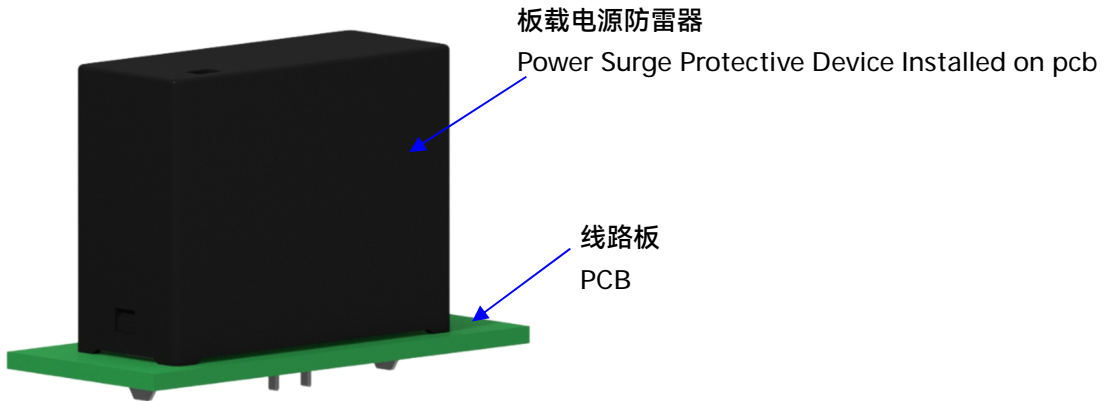 板载电源防雷器
Power Surge Protective Device Installed on pcb
线路板
PCB